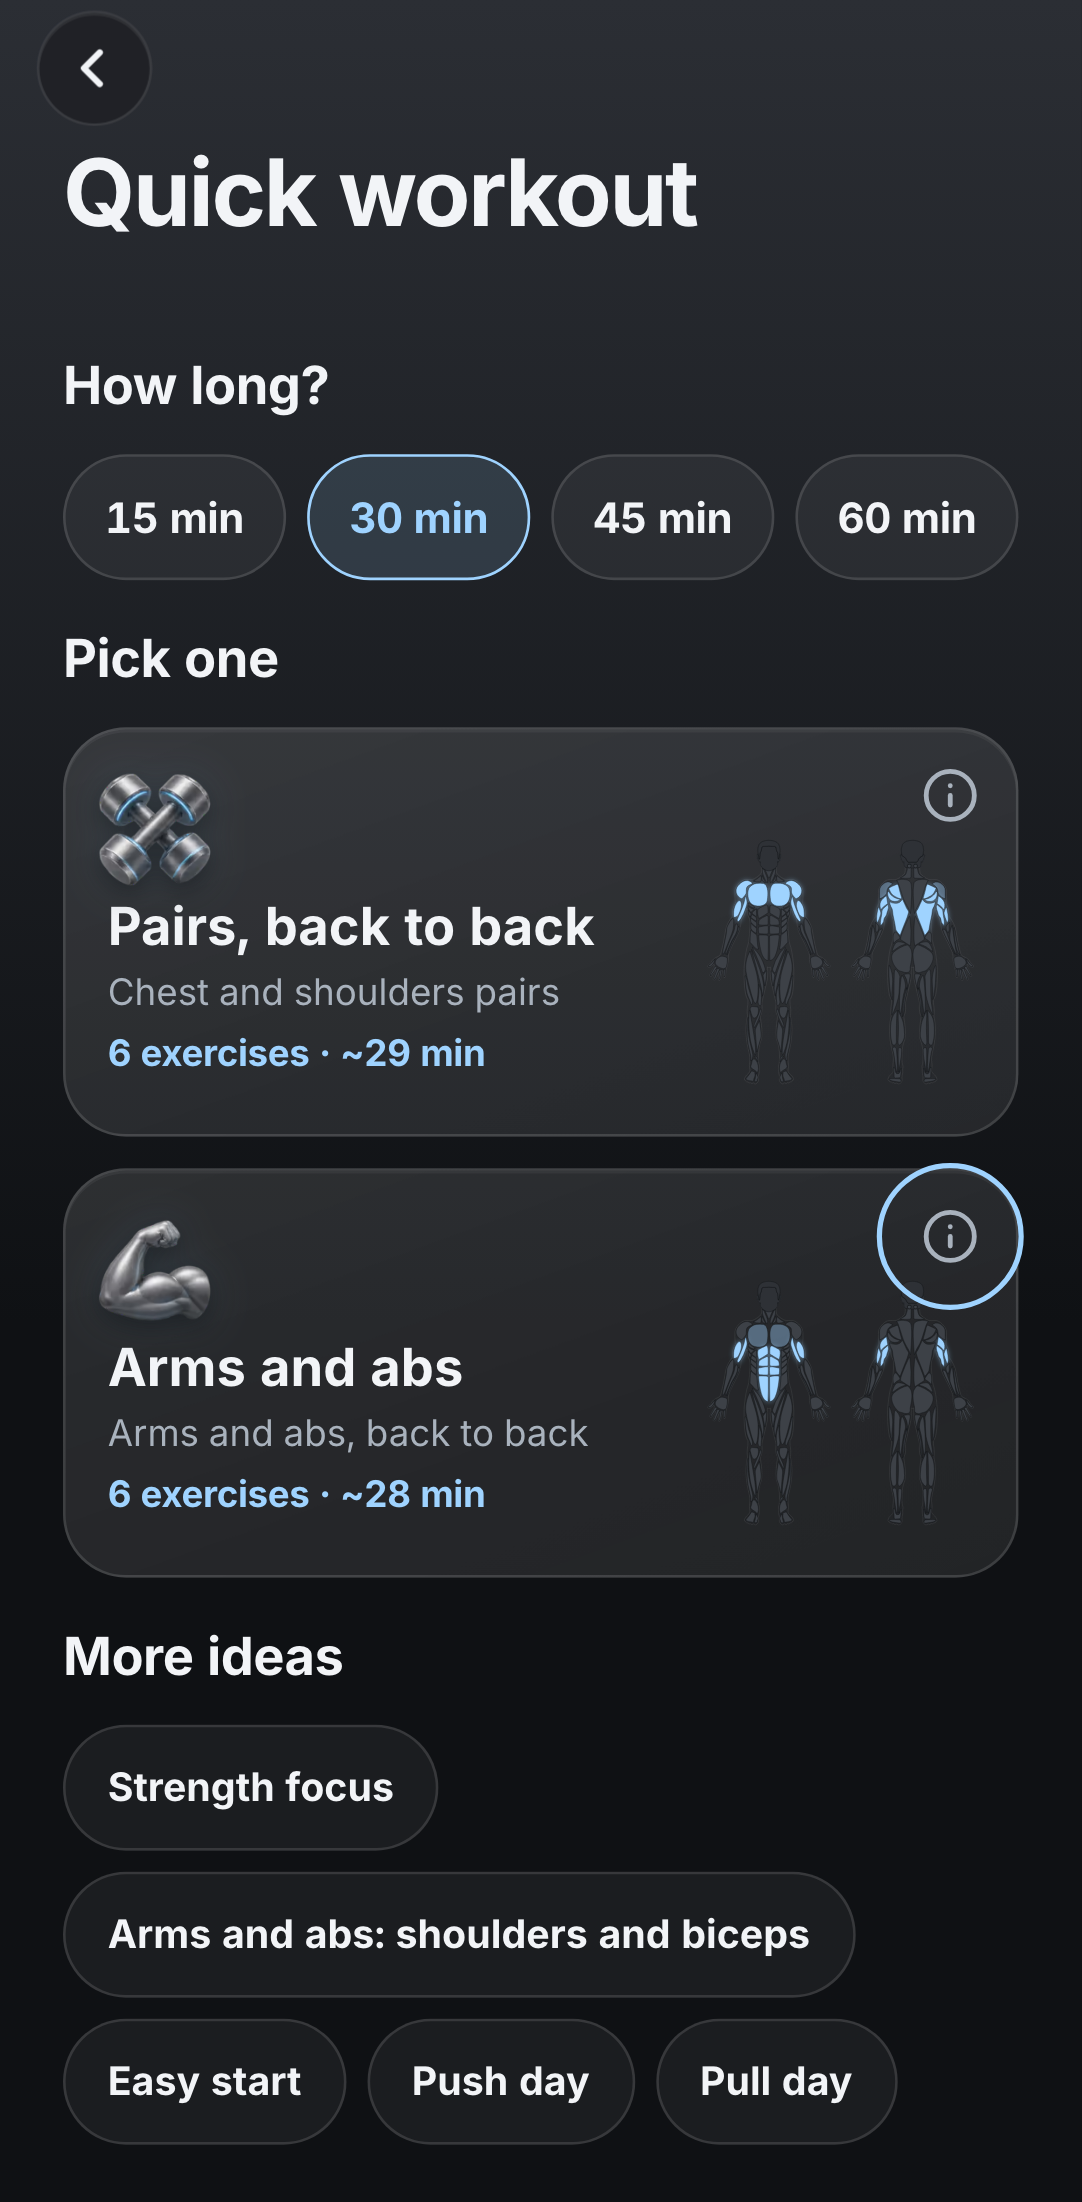 Quick workout
How long?
15 min 30 min 45 min 60 min
Pick one
Pairs, back to back
Chest and shoulders pairs
6 exercises · ~29 min
Arms and abs
Arms and abs, back to back
6 exercises · ~28 min
More ideas
Strength focus
Arms and abs: shoulders and biceps
Easy start Push day Pull day